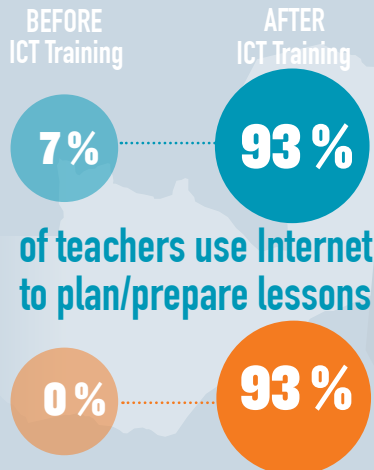 BEFORE AFTER
ICT Training ICT Training
7% 93%
of teachers use Internet
to plan/prepare lessons
0% 93%